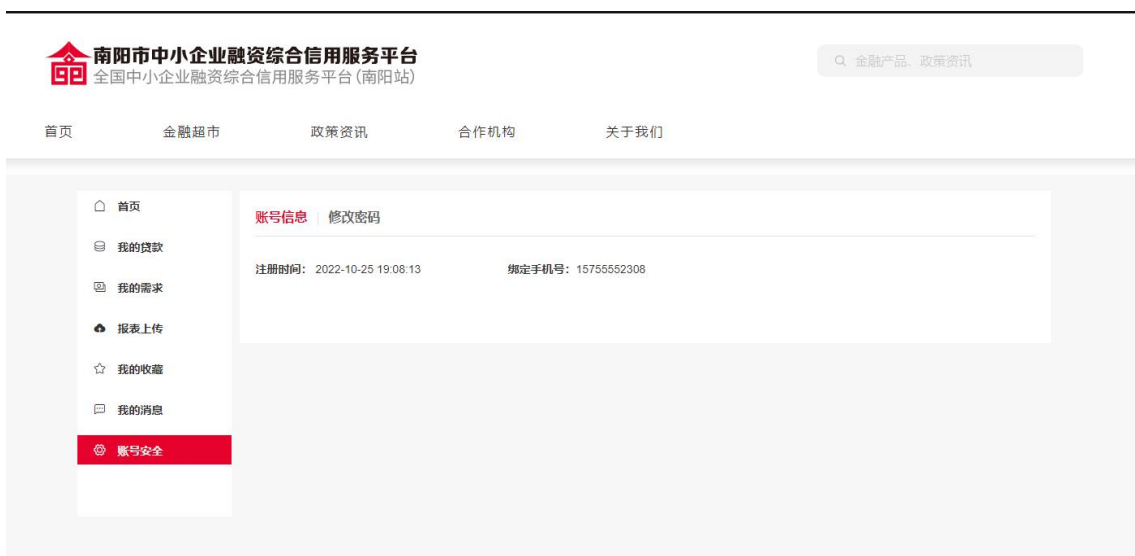 南阳市中小企业融资综合信用服务平台
全国中小企业融资综合信用服务平台(南阳站)
金融产品、政策资讯
首页 金融超市 政策资讯 合作机构 关于我们
首页
我的贷款
我的需求
报表上传
我的收藏
我的消息
账号安全
账号信息 | 修改密码
注册时间： 2022-10-25 19:08:13 绑定手机号： 15755552308